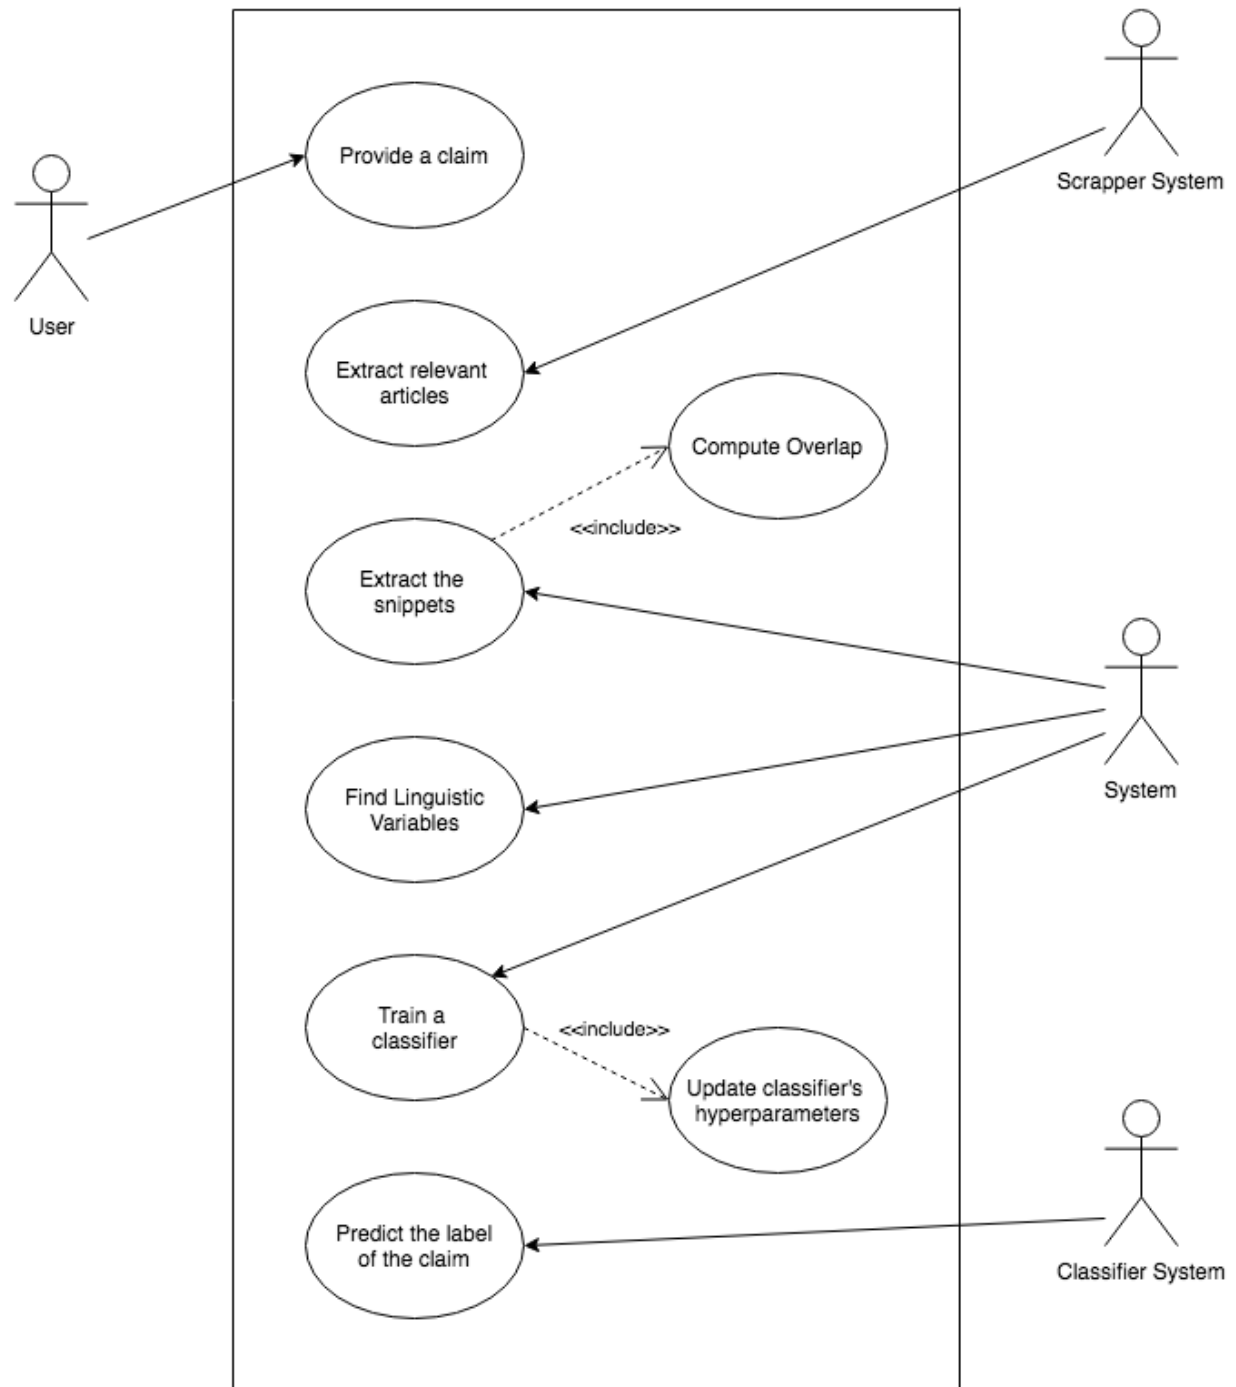 Provide a claim
Scrapper System
User
Extract relevant
articles
Compute Overlap
<<include>>
Extract the
snippets
System
Find Linguistic
Variables
Train a
classifier
<<include>>
Update classifier's
hyperparameters
Predict the label
of the claim
Classifier System